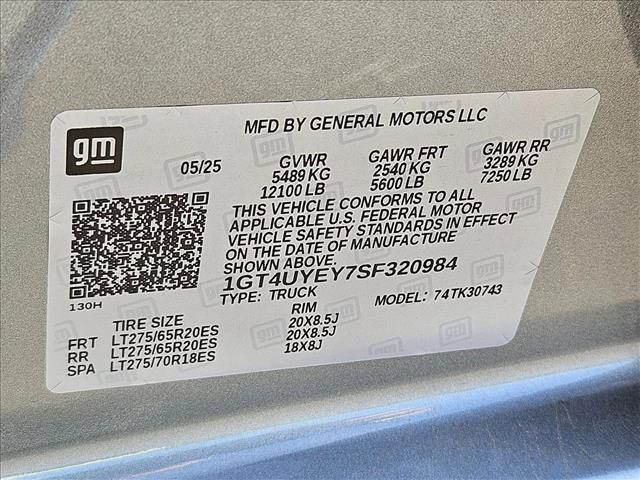 gm
MFD BY GENERAL MOTORS LLC
05/25
GVWR GAWR FRT GAWR RR
5489 KG 2540 KG 3289 KG
12100 LB 5600 LB 7250 LB
THIS VEHICLE CONFORMS TO ALL
APPLICABLE U.S. FEDERAL MOTOR
VEHICLE SAFETY STANDARDS IN EFFECT
ON THE DATE OF MANUFACTURE
SHOWN ABOVE.
1GT4UYEY7SF320984
130H
TYPE: TRUCK MODEL: 74TK30743
TIRE SIZE RIM
FRT LT275/65R20ES 20X8.5J
RR LT275/65R20ES 20X8.5J
SPA LT275/70R18ES 18X8J